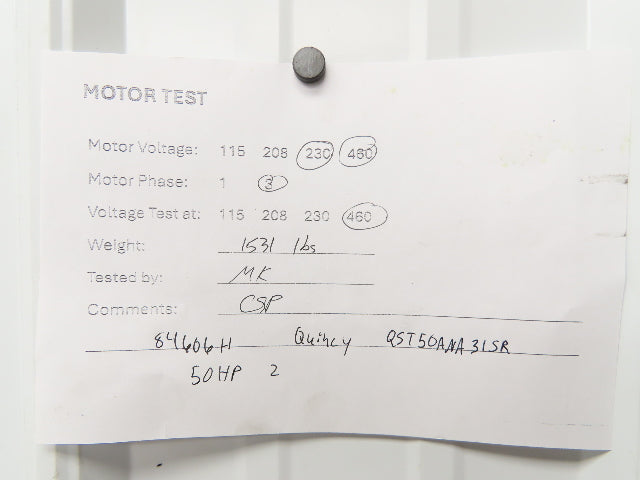 MOTOR TEST
Motor Voltage: 115 208 230 460
Motor Phase: 1 3
Voltage Test at: 115 208 230 460
Weight: 1531 lbs
Tested by: MK
Comments: CSP
84606H Quincy QST50ANA31SR
50HP 2